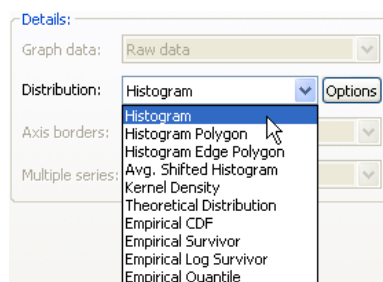 Details:
Graph data: Raw data
Distribution: Histogram Options
Histogram
Histogram Polygon
Axis borders:
Histogram Edge Polygon
Avg. Shifted Histogram
Multiple series:
Kernel Density
Theoretical Distribution
Empirical CDF
Empirical Survivor
Empirical Log Survivor
Empirical Quantile